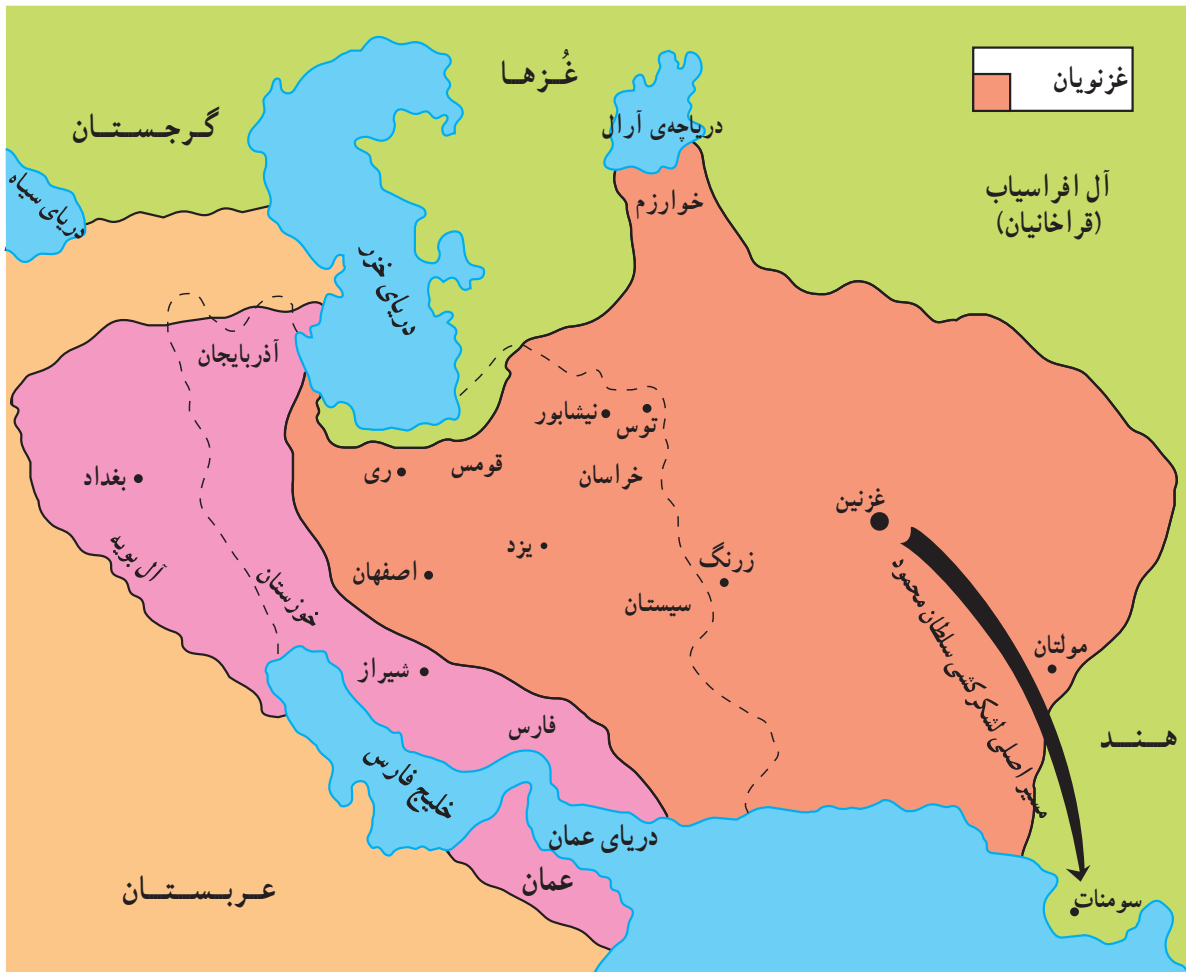 غزنویان
غُزها
گرجستان
دریاچه‌ی آرال
آل افراسیاب
(قراخانیان)
خوارزم
دریای سیاه
دریای خزر
آذربایجان
نیشابور
توس
قومس
ری
خراسان
بغداد
غزنین
یزد
زرنگ
آل بویه
خوزستان
اصفهان
سیستان
مسیر اصلی لشکرکشی سلطان محمود
مولتان
شیراز
فارس
هند
خلیج فارس
دریای عمان
عمان
عربستان
سومنات